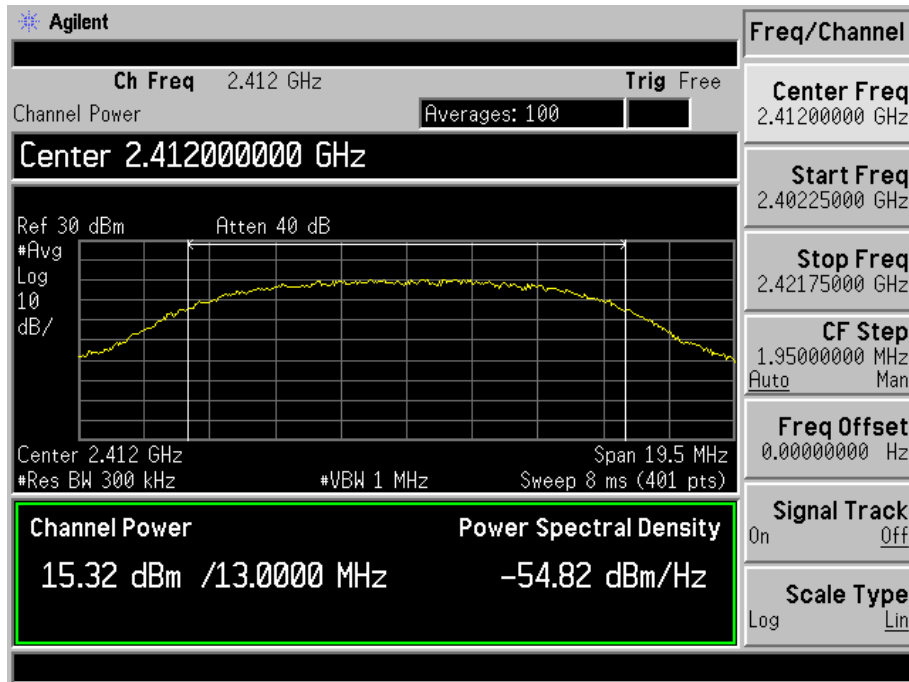 Agilent
Freq/Channel
Ch Freq 2.412 GHz Trig Free
Channel Power Averages: 100
Center 2.412000000 GHz
Ref 30 dBm Atten 40 dB
#Avg
Log
10
dB/
Center 2.412 GHz Span 19.5 MHz
#Res BW 300 kHz #VBW 1 MHz Sweep 8 ms (401 pts)
Channel Power Power Spectral Density
15.32 dBm /13.0000 MHz -54.82 dBm/Hz
Center Freq
2.41200000 GHz
Start Freq
2.40225000 GHz
Stop Freq
2.42175000 GHz
CF Step
1.95000000 MHz
Auto Man
Freq Offset
0.00000000 Hz
Signal Track
On Off
Scale Type
Log Lin